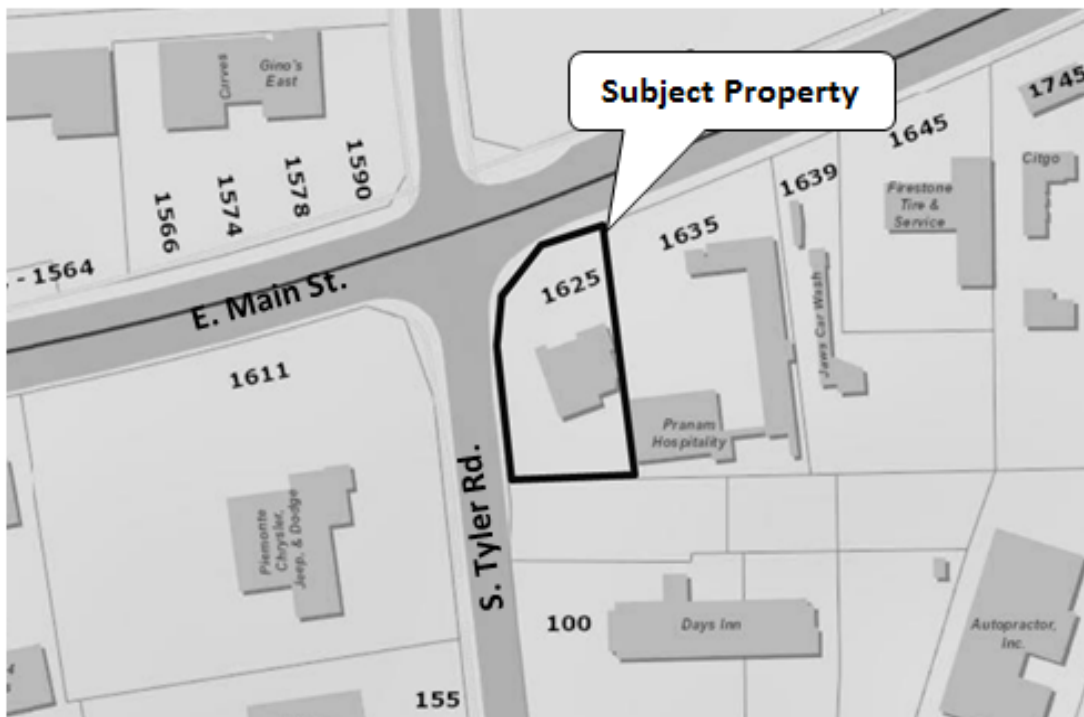 Curves
Gino's
East
Subject Property
1745
1645
Citgo
1590
1578
1574
1566
1639
Firestone
Tire &
Service
1635
- 1564
1625
E. Main St.
Jaws Car Wash
1611
Pranam
Hospitality
S. Tyler Rd.
Piemonte
Chrysler,
Jeep, & Dodge
100
Days Inn
Autopractor,
Inc.
4
155